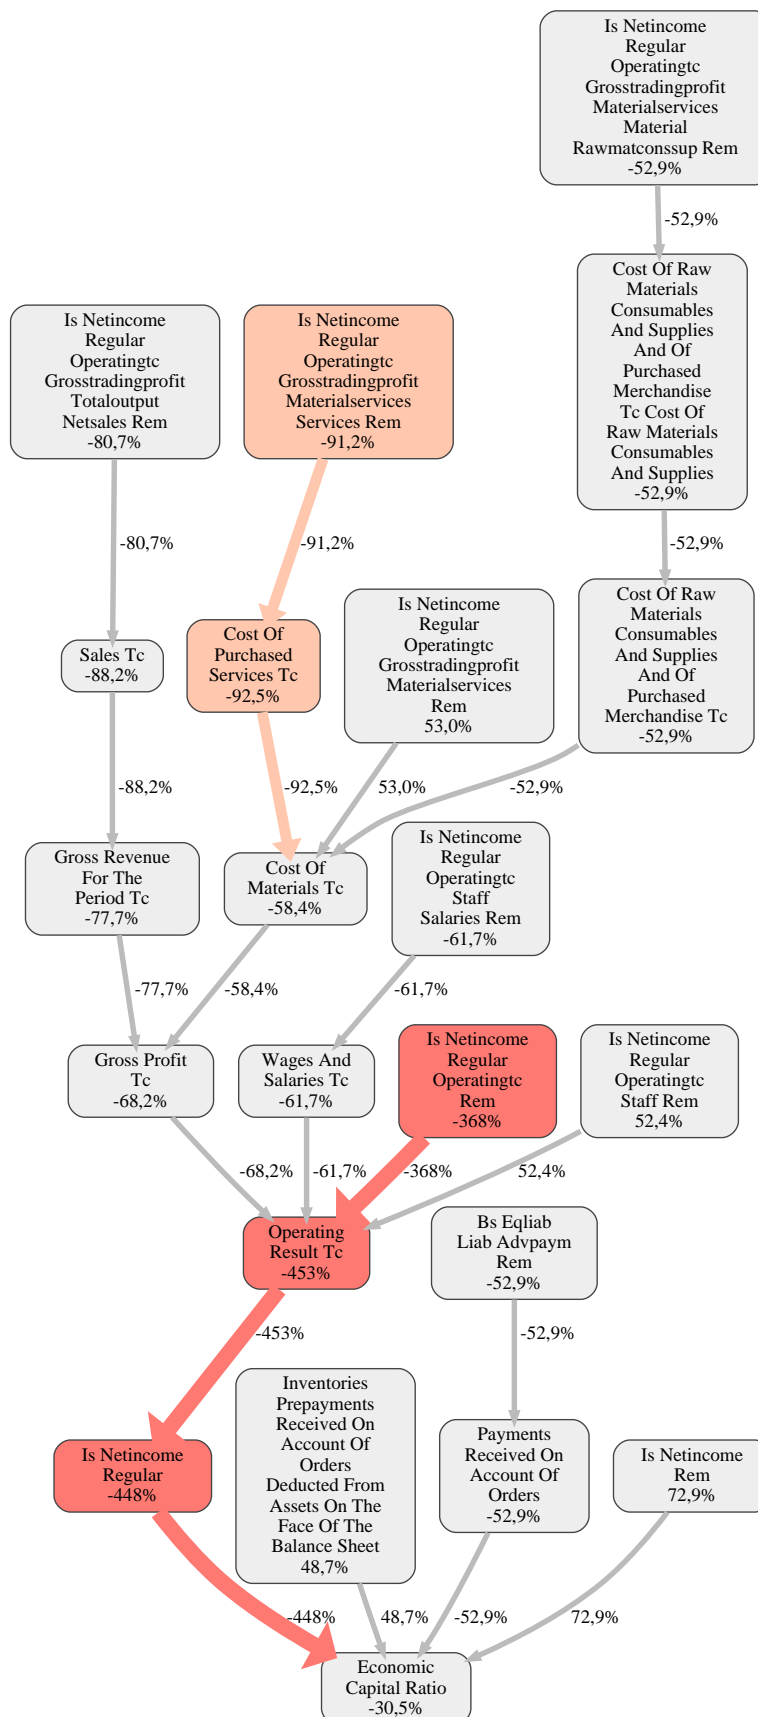 Is Netincome
Regular
Operatingtc
Grosstradingprofit
Materialservices
Material
Rawmatconssup Rem
-52,9%
-52,9%
Cost Of Raw
Materials
Consumables
And Supplies
And Of
Purchased
Merchandise
Tc Cost Of
Raw Materials
Consumables
And Supplies
-52,9%
Is Netincome
Regular
Operatingtc
Grosstradingprofit
Totaloutput
Netsales Rem
-80,7%
Is Netincome
Regular
Operatingtc
Grosstradingprofit
Materialservices
Services Rem
-91,2%
-80,7%
-91,2%
-52,9%
Sales Tc
-88,2%
Cost Of
Purchased
Services Tc
-92,5%
Is Netincome
Regular
Operatingtc
Grosstradingprofit
Materialservices
Rem
53,0%
Cost Of Raw
Materials
Consumables
And Supplies
And Of
Purchased
Merchandise Tc
-52,9%
-88,2%
-92,5%
53,0%
-52,9%
Gross Revenue
For The
Period Tc
-77,7%
Cost Of
Materials Tc
-58,4%
Is Netincome
Regular
Operatingtc
Staff
Salaries Rem
-61,7%
-77,7%
-58,4%
-61,7%
Gross Profit
Tc
-68,2%
Wages And
Salaries Tc
-61,7%
Is Netincome
Regular
Operatingtc
Rem
-368%
Is Netincome
Regular
Operatingtc
Staff Rem
52,4%
-68,2%
-61,7%
-368%
52,4%
Operating
Result Tc
-453%
Bs Eqliab
Liab Advpaym
Rem
-52,9%
-453%
-52,9%
Is Netincome
Regular
-448%
Inventories
Prepayments
Received On
Account Of
Orders
Deducted From
Assets On The
Face Of The
Balance Sheet
48,7%
Payments
Received On
Account Of
Orders
-52,9%
Is Netincome
Rem
72,9%
-448%
48,7%
-52,9%
72,9%
Economic
Capital Ratio
-30,5%